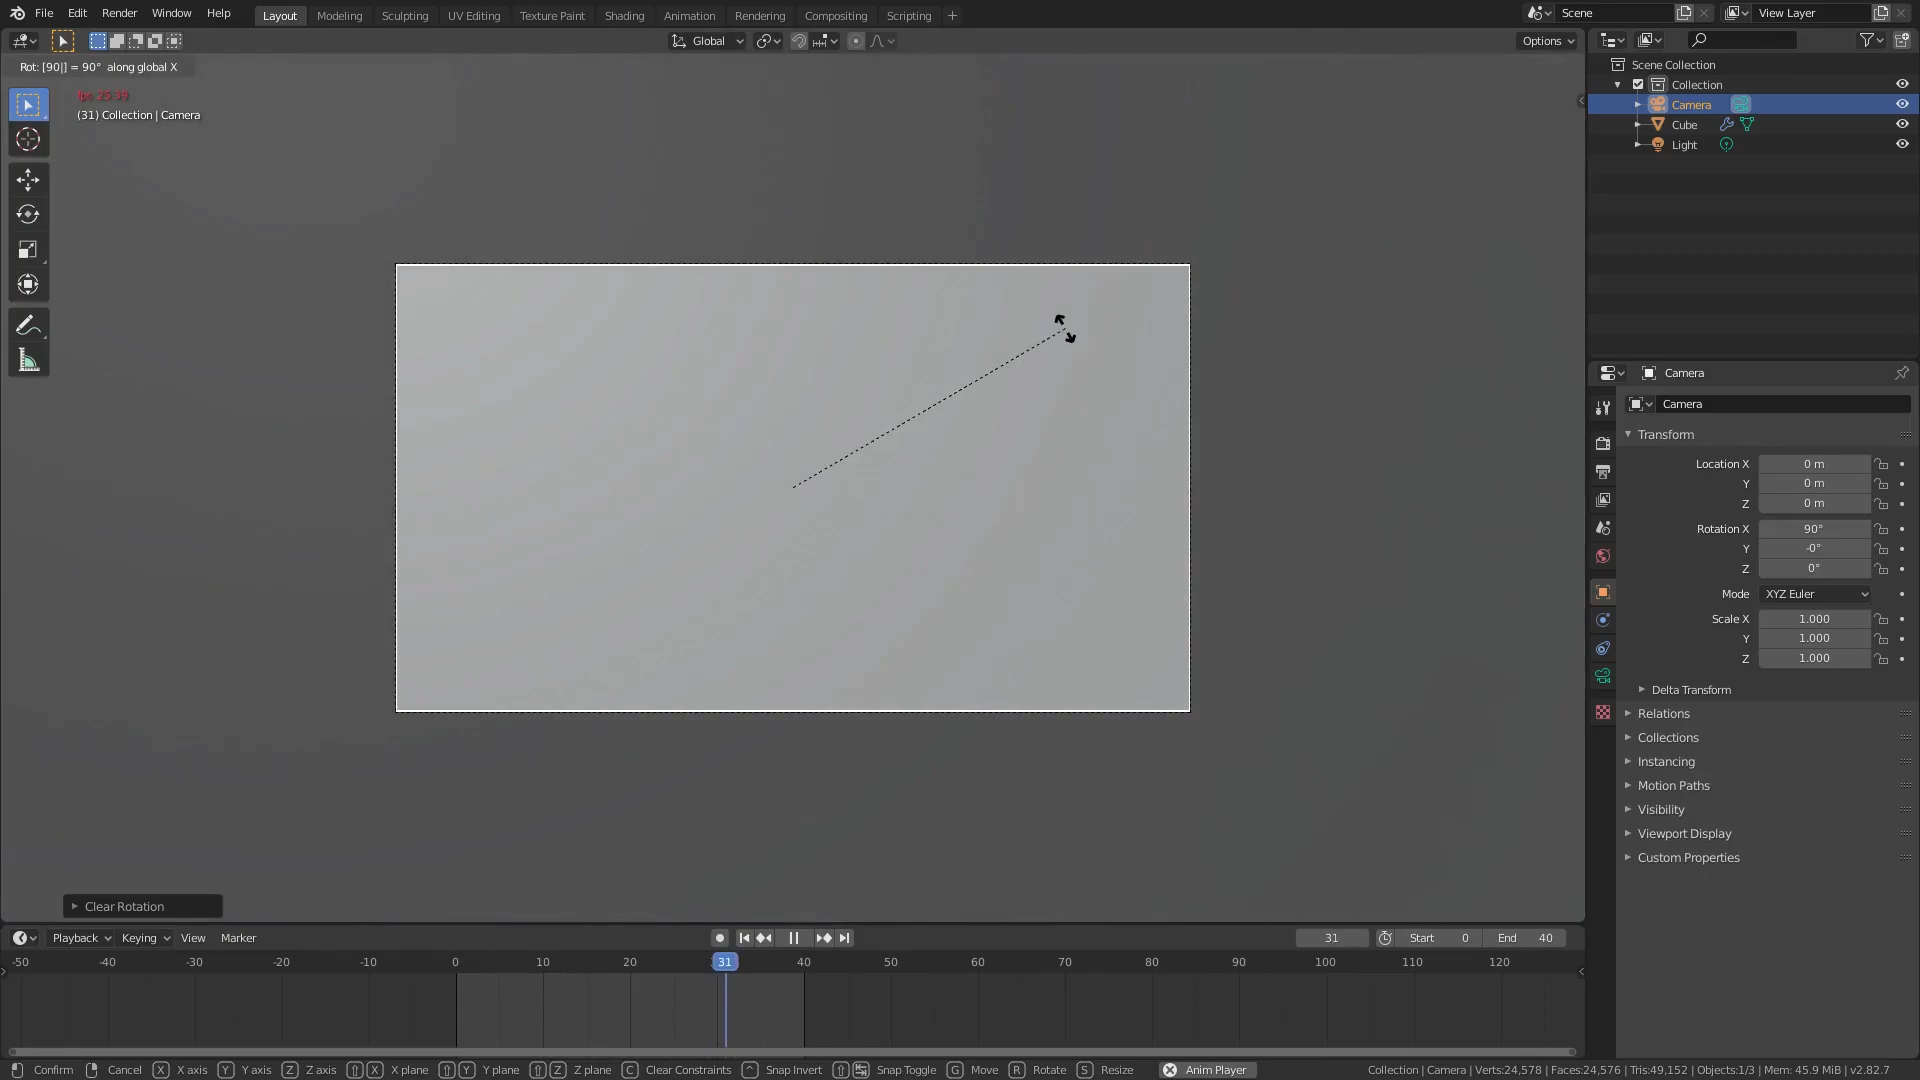 File Edit Render Window Help Layout Modeling Sculpting UV Editing Texture Paint Shading Animation Rendering Compositing Scripting + Scene View Layer
Global Options
Rot: [90|] = 90° along global X
fps: 25.39
(31) Collection | Camera
Scene Collection
Collection
Camera
Cube
Light
Camera
Camera
Transform
Location X 0 m
Y 0 m
Z 0 m
Rotation X 90°
Y -0°
Z 0°
Mode XYZ Euler
Scale X 1.000
Y 1.000
Z 1.000
Delta Transform
Relations
Collections
Instancing
Motion Paths
Visibility
Viewport Display
Custom Properties
Clear Rotation
Playback Keying View Marker 31 Start 0 End 40
-50 -40 -30 -20 -10 0 10 20 31 40 50 60 70 80 90 100 110 120
Confirm Cancel X X axis Y Y axis Z Z axis X X plane Y Y plane Z Z plane C Clear Constraints Snap Invert Snap Toggle G Move R Rotate S Resize Anim Player Collection | Camera | Verts:24,578 | Faces:24,576 | Tris:49,152 | Objects:1/3 | Mem: 45.9 MiB | v2.82.7